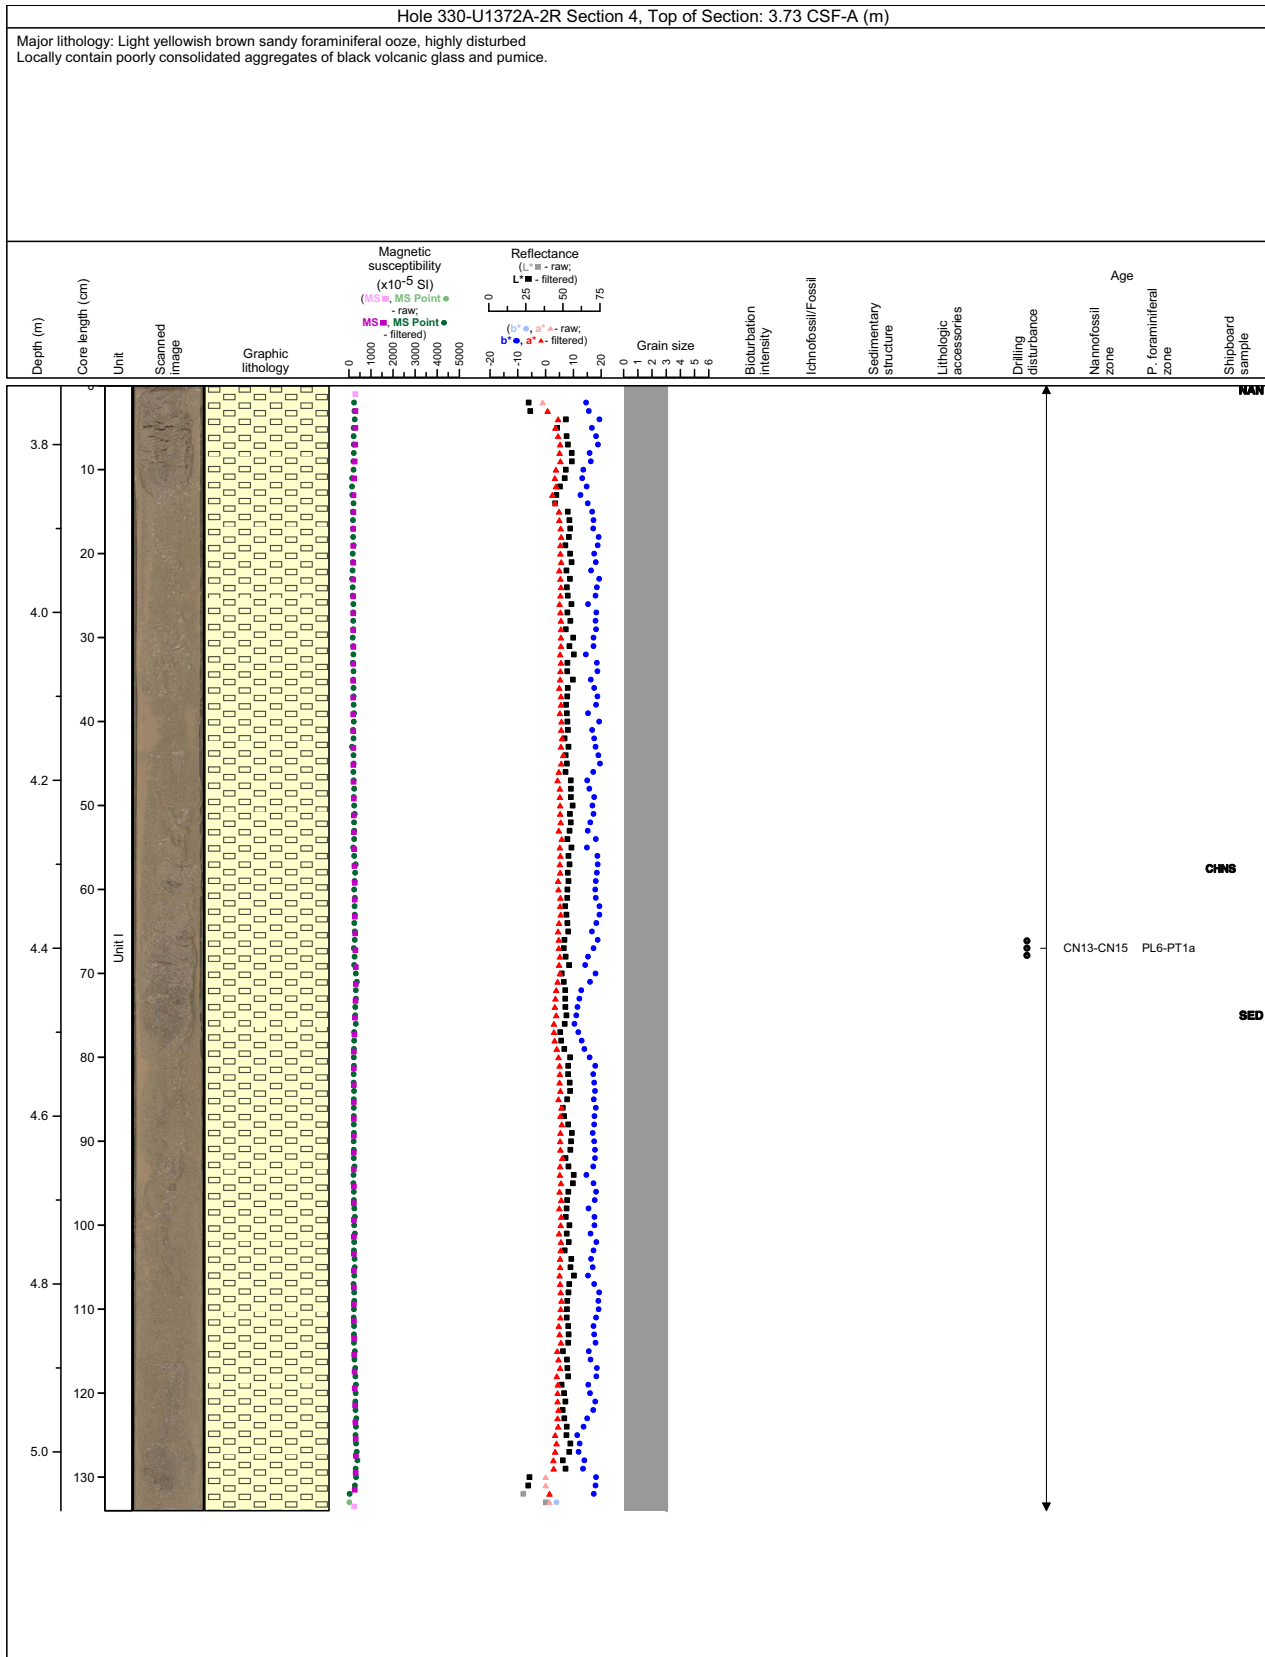 Hole 330-U1372A-2R Section 4, Top of Section: 3.73 CSF-A (m)
Major lithology: Light yellowish brown sandy foraminiferal ooze, highly disturbed
Locally contain poorly consolidated aggregates of black volcanic glass and pumice.
Depth (m)
Core length (cm)
Unit
Scanned
image
Graphic
lithology
Magnetic
susceptibility
(x10-5 SI)
(MS■, MS Point●
- raw;
MS■, MS Point●
- filtered)
0 1000 2000 3000 4000 5000
Reflectance
(L*■ - raw;
L*■ - filtered)
0 25 50 75
(b*●, a*▲- raw;
b*●, a*▲- filtered)
-20 -10 0 10 20
Grain size
0 1 2 3 4 5 6
Bioturbation
intensity
Ichnofossil/Fossil
Sedimentary
structure
Lithologic
accessories
Drilling
disturbance
Age
Nannofossil
zone
P. foraminiferal
zone
Shipboard
sample
0
NAN
3.8
10
20
4.0
30
40
4.2
50
CHNS
60
Unit I
4.4
CN13-CN15 PL6-PT1a
70
SED
80
4.6
90
100
4.8
110
120
5.0
130